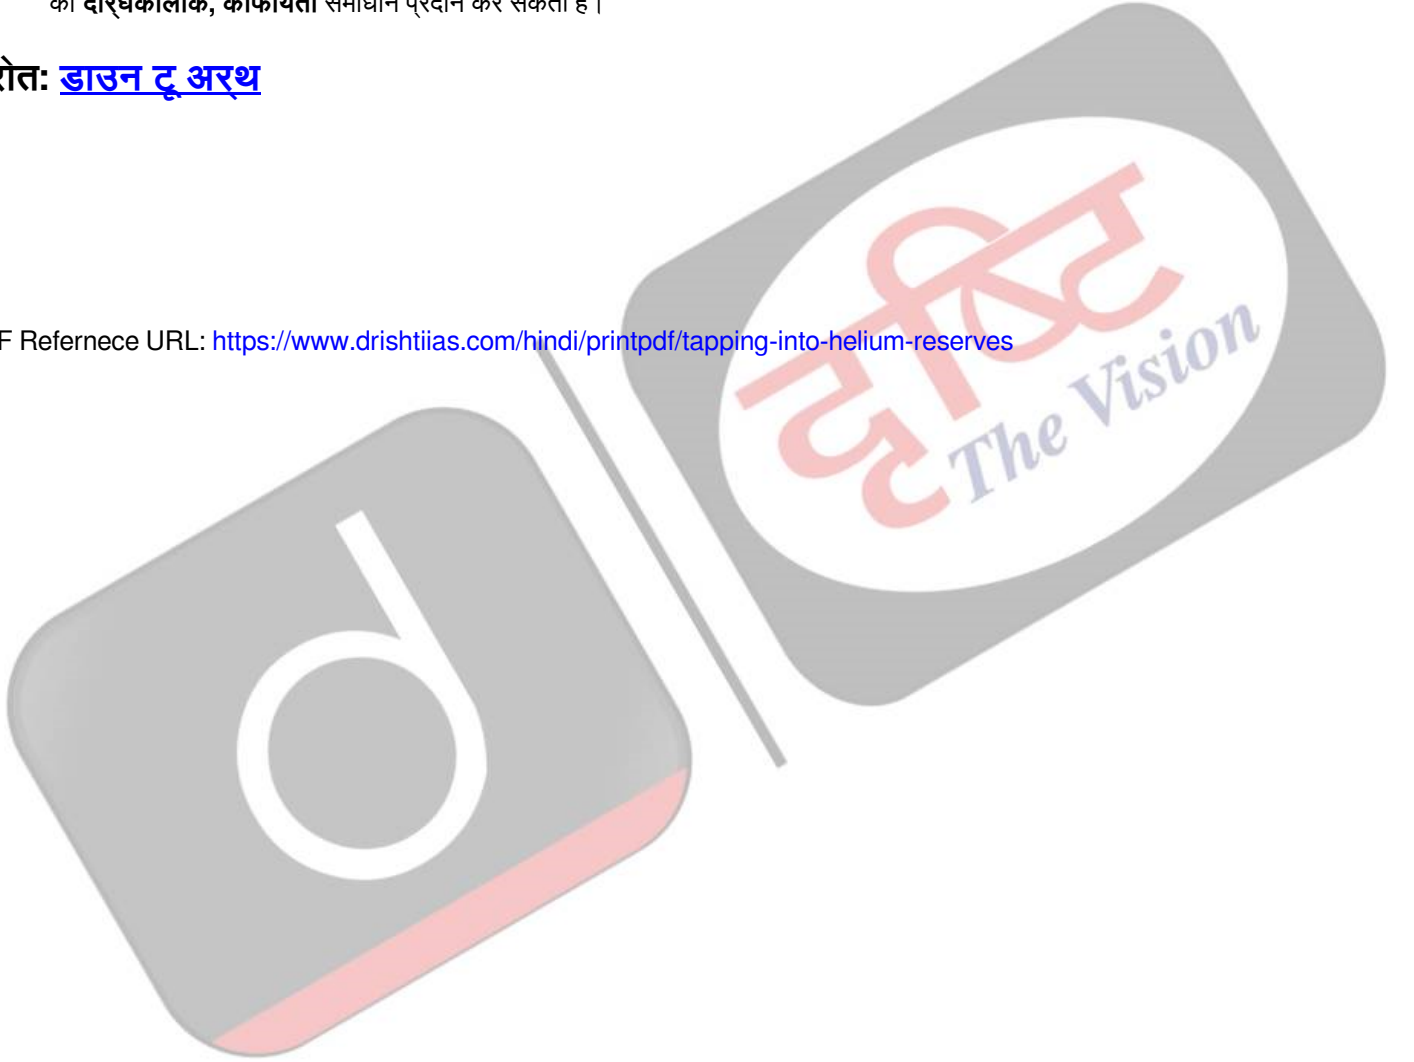 का दीर्घकालिक, किफायती समाधान प्रदान कर सकता है।
रोत: डाउन टू अर्थ
F Refernece URL: https://www.drishtiias.com/hindi/printpdf/tapping-into-helium-reserves
दृष्टि
The Vision
d